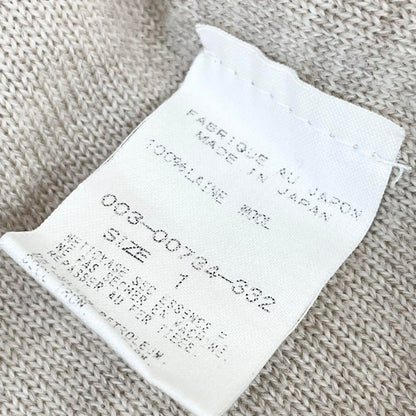 FABRIQUE AU JAPON
MADE IN JAPAN
100%LAINE WOOL
003-00734-332
SIZE 1
NETTOYAGE SEC ESSENCE E
NE PAS SECHER EN MACHINE.
REPASSER AU FER TIEDE